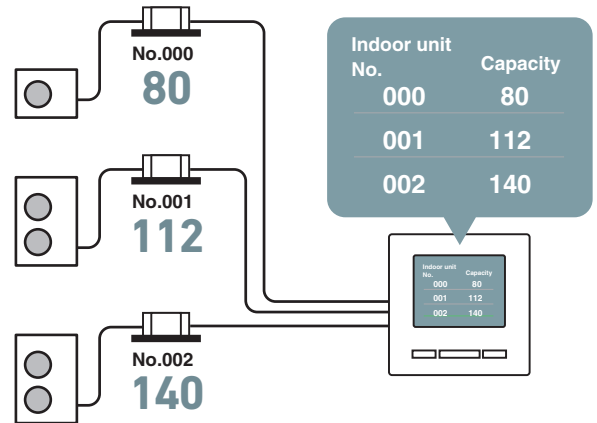 No.000
80
No.001
112
No.002
140
Indoor unit
No. Capacity
000 80
001 112
002 140
Indoor unit
No. Capacity
000 80
001 112
002 140